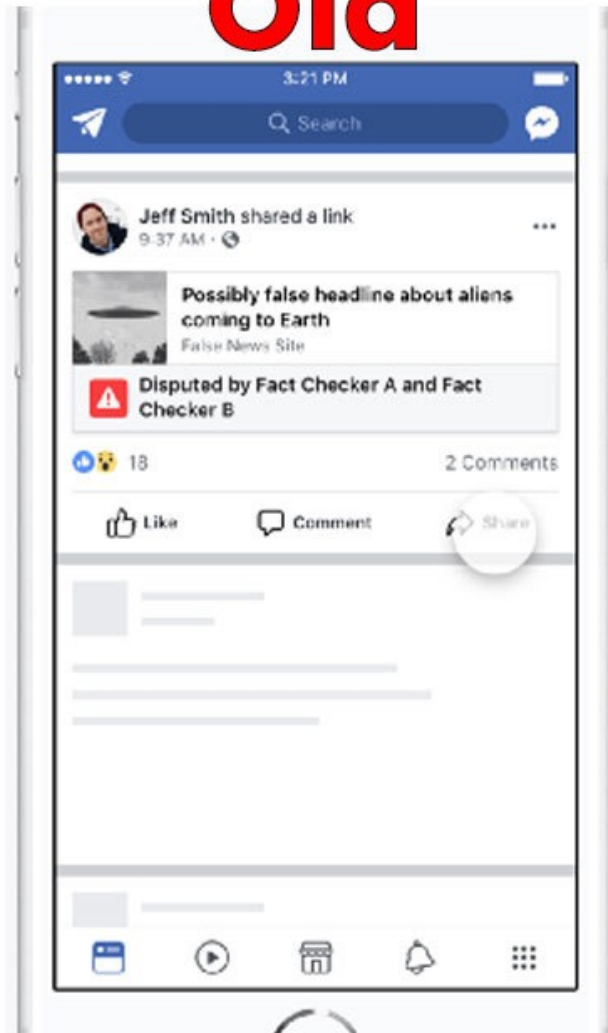 Old
3:21 PM
Search
Jeff Smith shared a link
9:37 AM ·
Possibly false headline about aliens
coming to Earth
False News Site
Disputed by Fact Checker A and Fact
Checker B
18
2 Comments
Like
Comment
Share